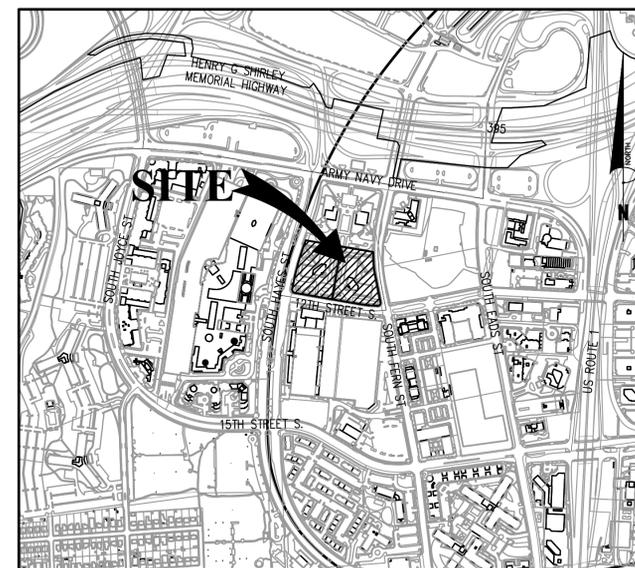 HENRY G SHIRLEY
MEMORIAL HIGHWAY
395
NORTH
ARMY NAVY DRIVE
SITE
N
SOUTH JOYCE ST
SOUTH HAYES ST
12TH STREET S.
SOUTH EADS ST
SOUTH FERN ST
US ROUTE 1
15TH STREET S.